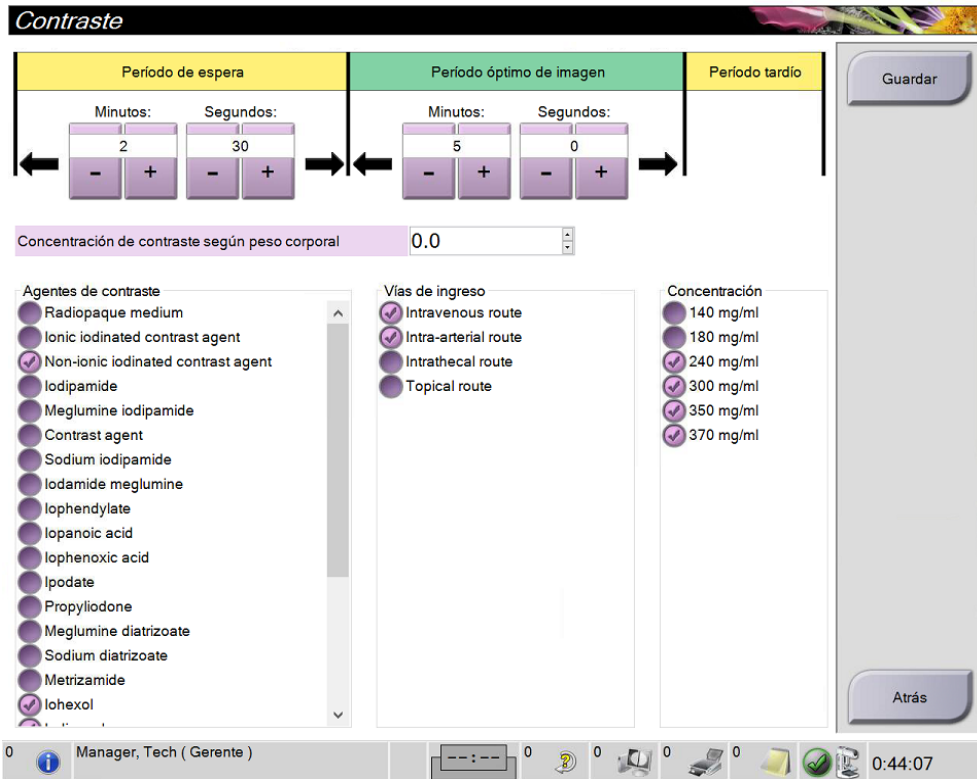 Contraste
Período de espera
Período óptimo de imagen
Período tardío
Guardar
Minutos:
Segundos:
Minutos:
Segundos:
2
30
5
0
- + - + - + - +
Concentración de contraste según peso corporal
0.0
Agentes de contraste
Radiopaque medium
Ionic iodinated contrast agent
Non-ionic iodinated contrast agent
Iodipamide
Meglumine iodipamide
Contrast agent
Sodium iodipamide
Iodamide meglumine
Iophendylate
Iopanoic acid
Iophenoxic acid
Ipodate
Propyliodone
Meglumine diatrizoate
Sodium diatrizoate
Metrizamide
Iohexol
Vías de ingreso
Intravenous route
Intra-arterial route
Intrathecal route
Topical route
Concentración
140 mg/ml
180 mg/ml
240 mg/ml
300 mg/ml
350 mg/ml
370 mg/ml
Atrás
0
Manager, Tech ( Gerente )
--:--
0
0
0
0
0:44:07